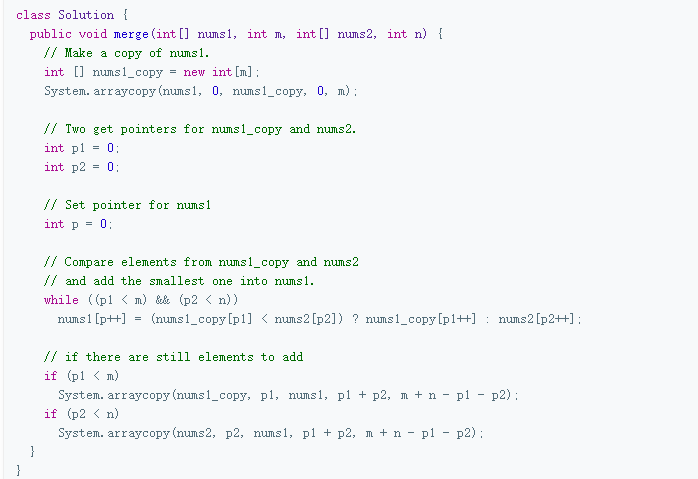 class Solution {
  public void merge(int[] nums1, int m, int[] nums2, int n) {
    // Make a copy of nums1.
    int [] nums1_copy = new int[m];
    System.arraycopy(nums1, 0, nums1_copy, 0, m);
    // Two get pointers for nums1_copy and nums2.
    int p1 = 0;
    int p2 = 0;
    // Set pointer for nums1
    int p = 0;
    // Compare elements from nums1_copy and nums2
    // and add the smallest one into nums1.
    while ((p1 < m) && (p2 < n))
      nums1[p++] = (nums1_copy[p1] < nums2[p2]) ? nums1_copy[p1++] : nums2[p2++];
    // if there are still elements to add
    if (p1 < m)
      System.arraycopy(nums1_copy, p1, nums1, p1 + p2, m + n - p1 - p2);
    if (p2 < n)
      System.arraycopy(nums2, p2, nums1, p1 + p2, m + n - p1 - p2);
  }
}